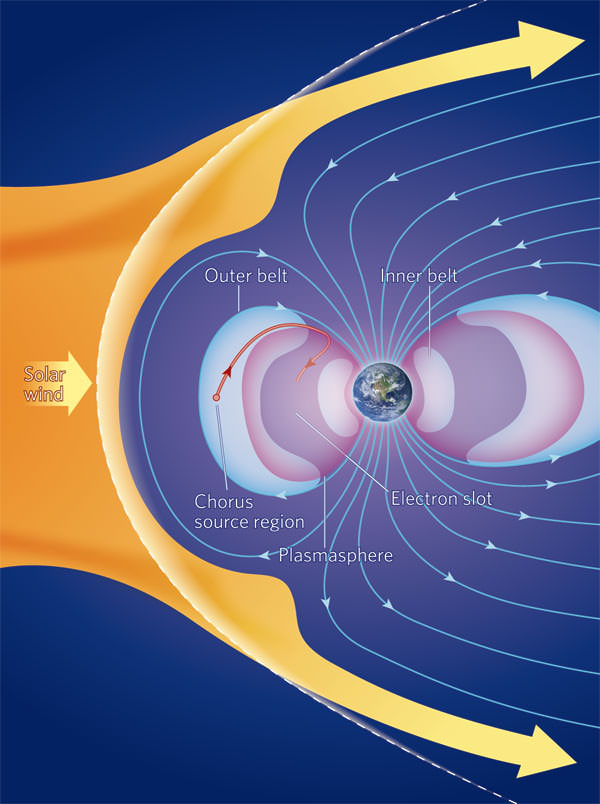 Outer belt
Inner belt
Solar
wind
Chorus
source region
Electron slot
Plasmasphere